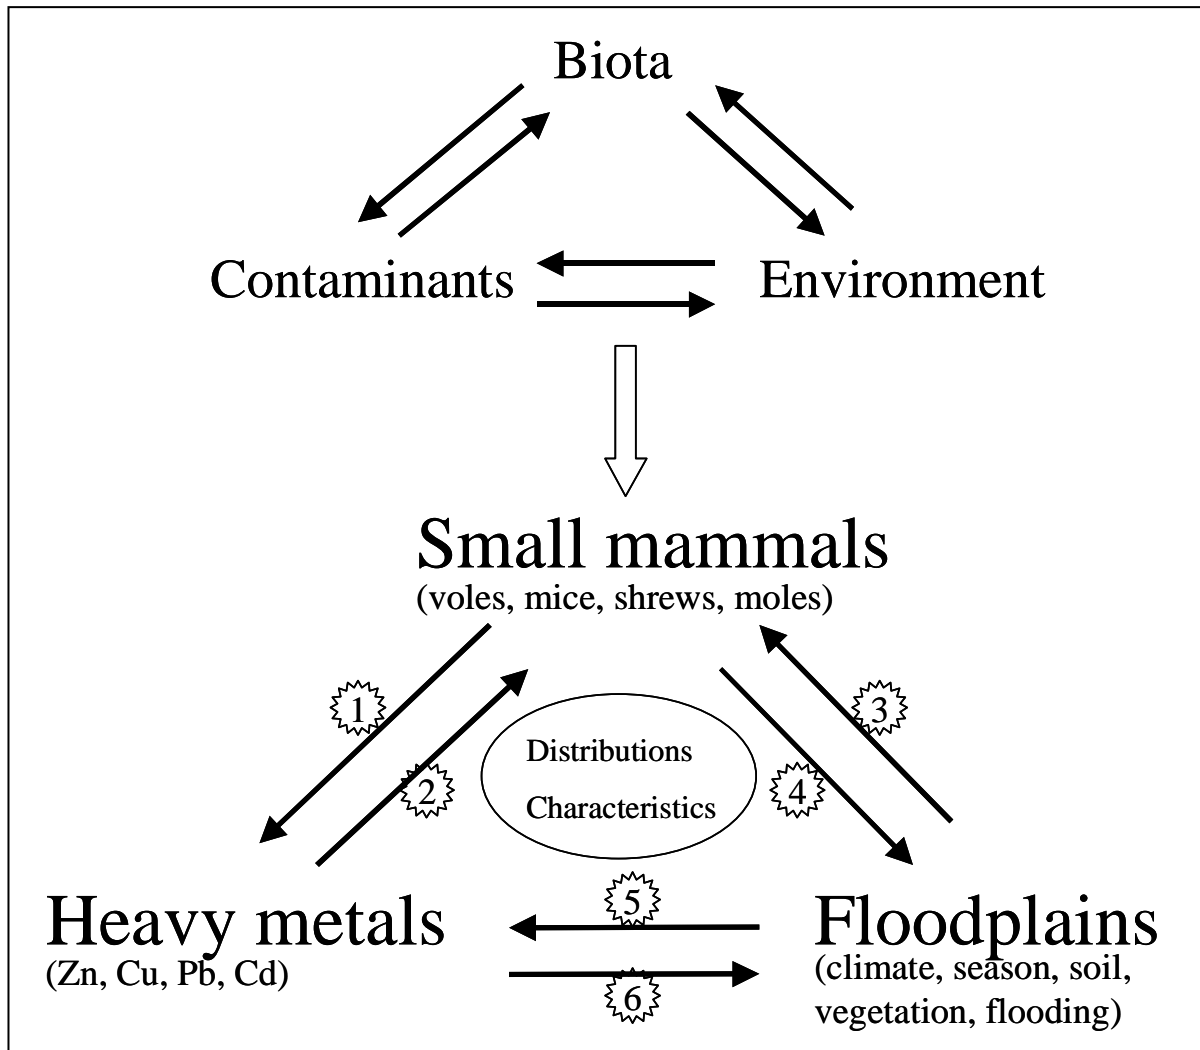 Biota
Contaminants
Environment
Small mammals
(voles, mice, shrews, moles)
1
3
2
Distributions
4
Characteristics
5
Heavy metals
Floodplains
(Zn, Cu, Pb, Cd)
(climate, season, soil,
6
vegetation, flooding)